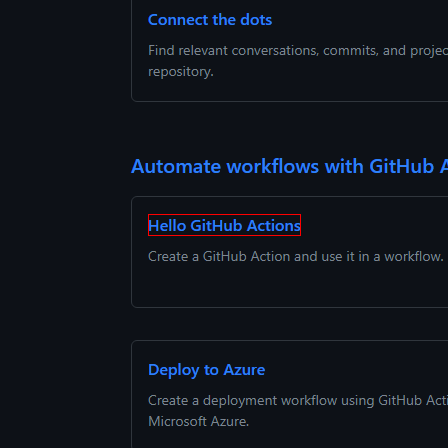 Connect the dots
Find relevant conversations, commits, and projec
repository.
Automate workflows with GitHub A
Hello GitHub Actions
Create a GitHub Action and use it in a workflow.
Deploy to Azure
Create a deployment workflow using GitHub Acti
Microsoft Azure.